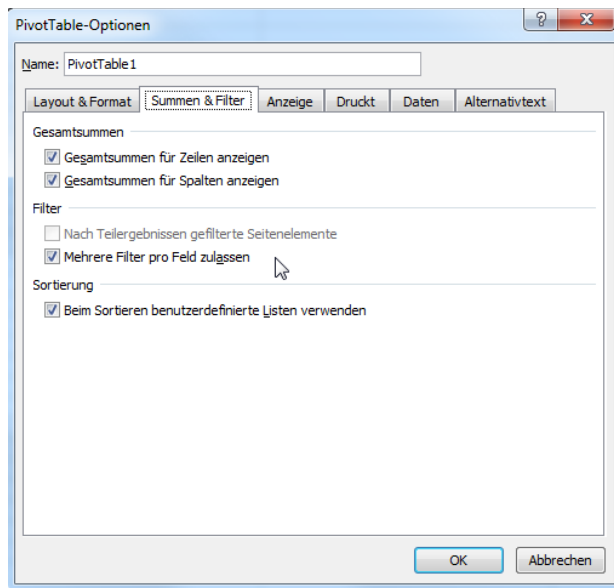 PivotTable-Optionen
Name: PivotTable1
Layout & Format Summen & Filter Anzeige Druckt Daten Alternativtext
Gesamtsummen
Gesamtsummen für Zeilen anzeigen
Gesamtsummen für Spalten anzeigen
Filter
Nach Teilergebnissen gefilterte Seitenelemente
Mehrere Filter pro Feld zulassen
Sortierung
Beim Sortieren benutzerdefinierte Listen verwenden
OK Abbrechen